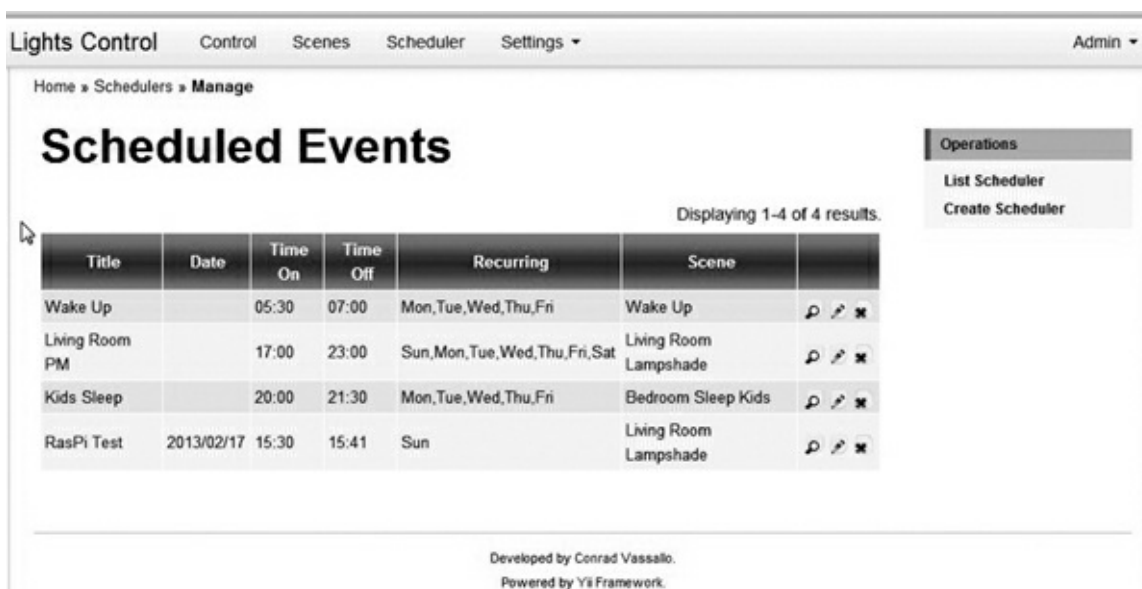 Lights Control Control Scenes Scheduler Settings Admin
Home » Schedulers » Manage
Scheduled Events
Operations
List Scheduler
Create Scheduler
Displaying 1-4 of 4 results.
Title Date Time On Time Off Recurring Scene
Wake Up 05:30 07:00 Mon,Tue,Wed,Thu,Fri Wake Up
Living Room PM 17:00 23:00 Sun,Mon,Tue,Wed,Thu,Fri,Sat Living Room Lampshade
Kids Sleep 20:00 21:30 Mon,Tue,Wed,Thu,Fri Bedroom Sleep Kids
RasPi Test 2013/02/17 15:30 15:41 Sun Living Room Lampshade
Developed by Conrad Vassallo.
Powered by Yii Framework.